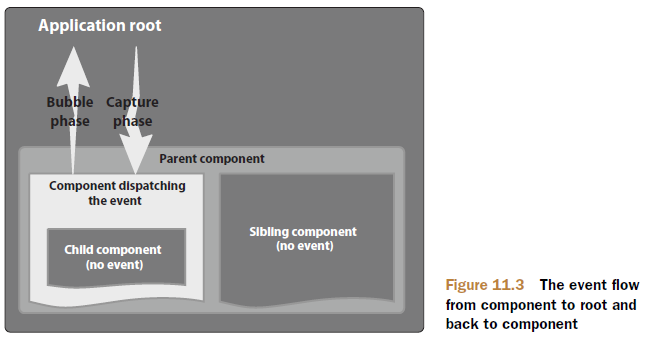 Application root
Bubble phase
Capture phase
Parent component
Component dispatching
the event
Child component
(no event)
Sibling component
(no event)
Figure 11.3 The event flow
from component to root and
back to component